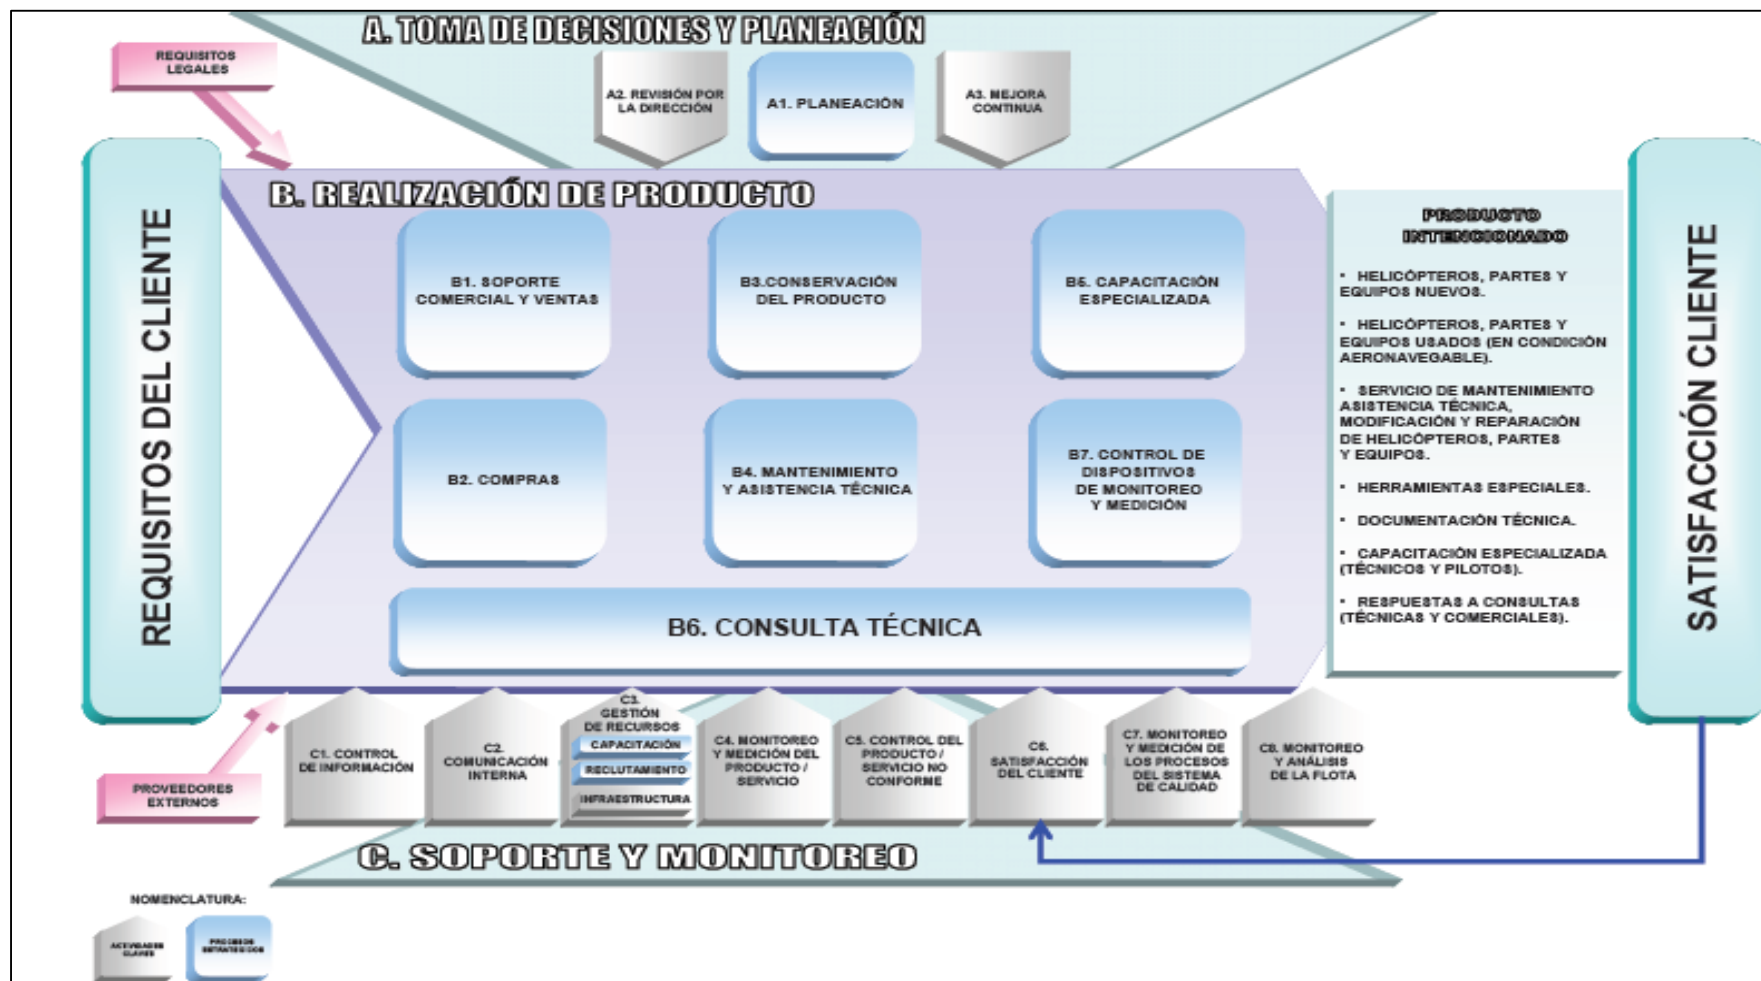 A. TOMA DE DECISIONES Y PLANEACIÓN
REQUISITOS
LEGALES
A2. REVISIÓN POR
LA DIRECCIÓN
A1. PLANEACIÓN
A3. MEJORA
CONTINUA
REQUISITOS DEL CLIENTE
B. REALIZACIÓN DE PRODUCTO
B1. SOPORTE
COMERCIAL Y VENTAS
B3.CONSERVACIÓN
DEL PRODUCTO
B5. CAPACITACIÓN
ESPECIALIZADA
B2. COMPRAS
B4. MANTENIMIENTO
Y ASISTENCIA TÉCNICA
B7. CONTROL DE
DISPOSITIVOS
DE MONITOREO
Y MEDICIÓN
B6. CONSULTA TÉCNICA
PRODUCTO
INTENCIONADO
• HELICÓPTEROS, PARTES Y
EQUIPOS NUEVOS.
• HELICÓPTEROS, PARTES Y
EQUIPOS USADOS (EN CONDICIÓN
AERONAVEGABLE).
• SERVICIO DE MANTENIMIENTO
ASISTENCIA TÉCNICA,
MODIFICACIÓN Y REPARACIÓN
DE HELICÓPTEROS, PARTES
Y EQUIPOS.
• HERRAMIENTAS ESPECIALES.
• DOCUMENTACIÓN TÉCNICA.
• CAPACITACIÓN ESPECIALIZADA
(TÉCNICOS Y PILOTOS).
• RESPUESTAS A CONSULTAS
(TÉCNICAS Y COMERCIALES).
SATISFACCIÓN CLIENTE
PROVEEDORES
EXTERNOS
C1. CONTROL
DE INFORMACIÓN
C2.
COMUNICACIÓN
INTERNA
C3.
GESTIÓN
DE RECURSOS
CAPACITACIÓN
RECLUTAMIENTO
INFRAESTRUCTURA
C4. MONITOREO
Y MEDICIÓN DEL
PRODUCTO /
SERVICIO
C5. CONTROL DEL
PRODUCTO /
SERVICIO NO
CONFORME
C6.
SATISFACCIÓN
DEL CLIENTE
C7. MONITOREO
Y MEDICIÓN DE
LOS PROCESOS
DEL SISTEMA
DE CALIDAD
C8. MONITOREO
Y ANÁLISIS
DE LA FLOTA
C. SOPORTE Y MONITOREO
NOMENCLATURA:
ACTIVIDADES
CLAVES
PROCESOS
ESTRATEGICOS